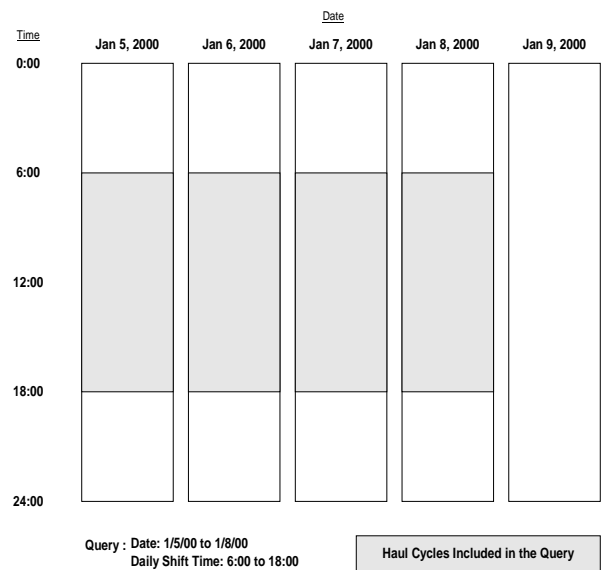 Date
Time
Jan 5, 2000 Jan 6, 2000 Jan 7, 2000 Jan 8, 2000 Jan 9, 2000
0:00
6:00
12:00
18:00
24:00
Query : Date: 1/5/00 to 1/8/00
Daily Shift Time: 6:00 to 18:00
Haul Cycles Included in the Query